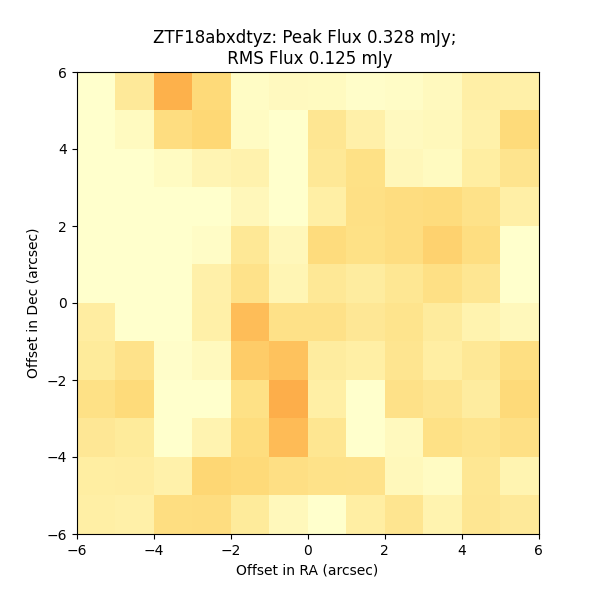 ZTF18abxdtyz: Peak Flux 0.328 mJy;
RMS Flux 0.125 mJy
6
4
2
0
−2
−4
−6
Offset in Dec (arcsec)
−6 −4 −2 0 2 4 6
Offset in RA (arcsec)